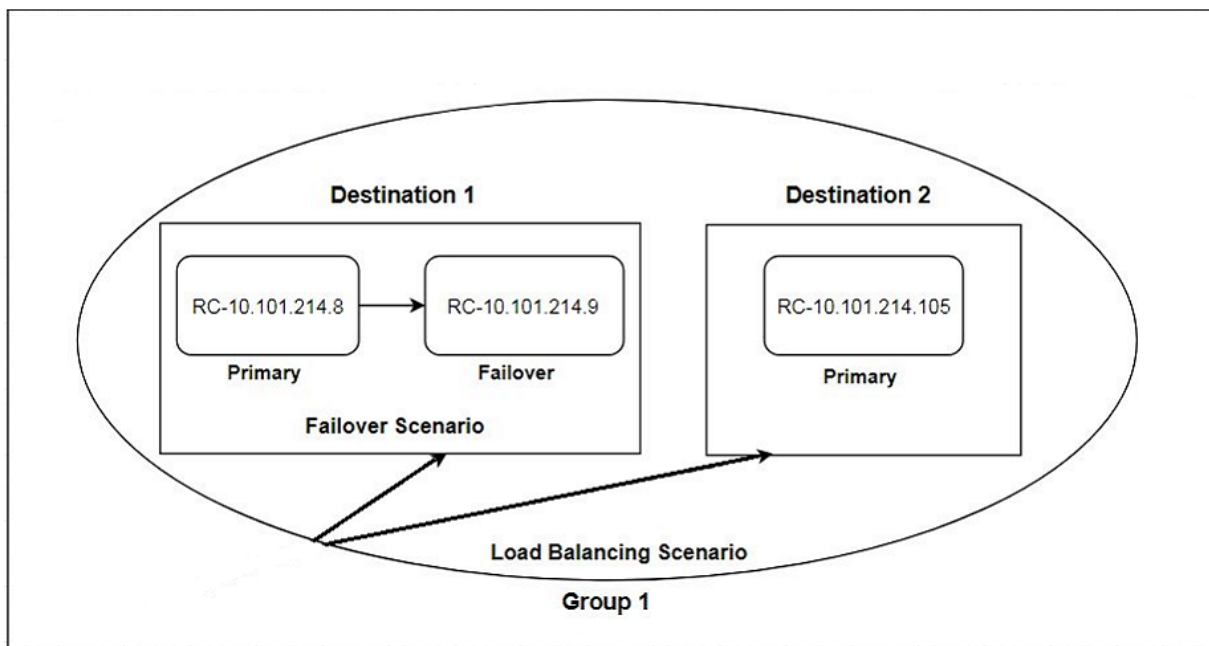 Destination 1
Destination 2
RC-10.101.214.8
RC-10.101.214.9
RC-10.101.214.105
Primary
Failover
Primary
Failover Scenario
Load Balancing Scenario
Group 1